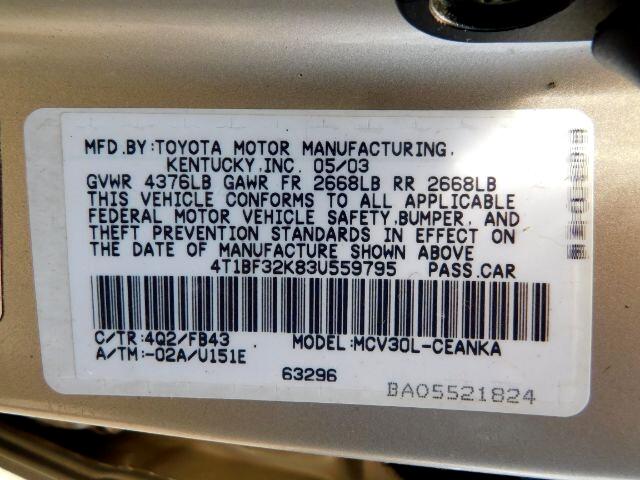 MFD.BY:TOYOTA MOTOR MANUFACTURING,
KENTUCKY,INC. 05/03
GVWR 4376LB GAWR FR 2668LB RR 2668LB
THIS VEHICLE CONFORMS TO ALL APPLICABLE
FEDERAL MOTOR VEHICLE SAFETY,BUMPER, AND
THEFT PREVENTION STANDARDS IN EFFECT ON
THE DATE OF MANUFACTURE SHOWN ABOVE
4T1BF32K83U559795 PASS.CAR
C/TR:4Q2/FB43 MODEL:MCV30L-CEANKA
A/TM:-02A/U151E
63296
BA05521824